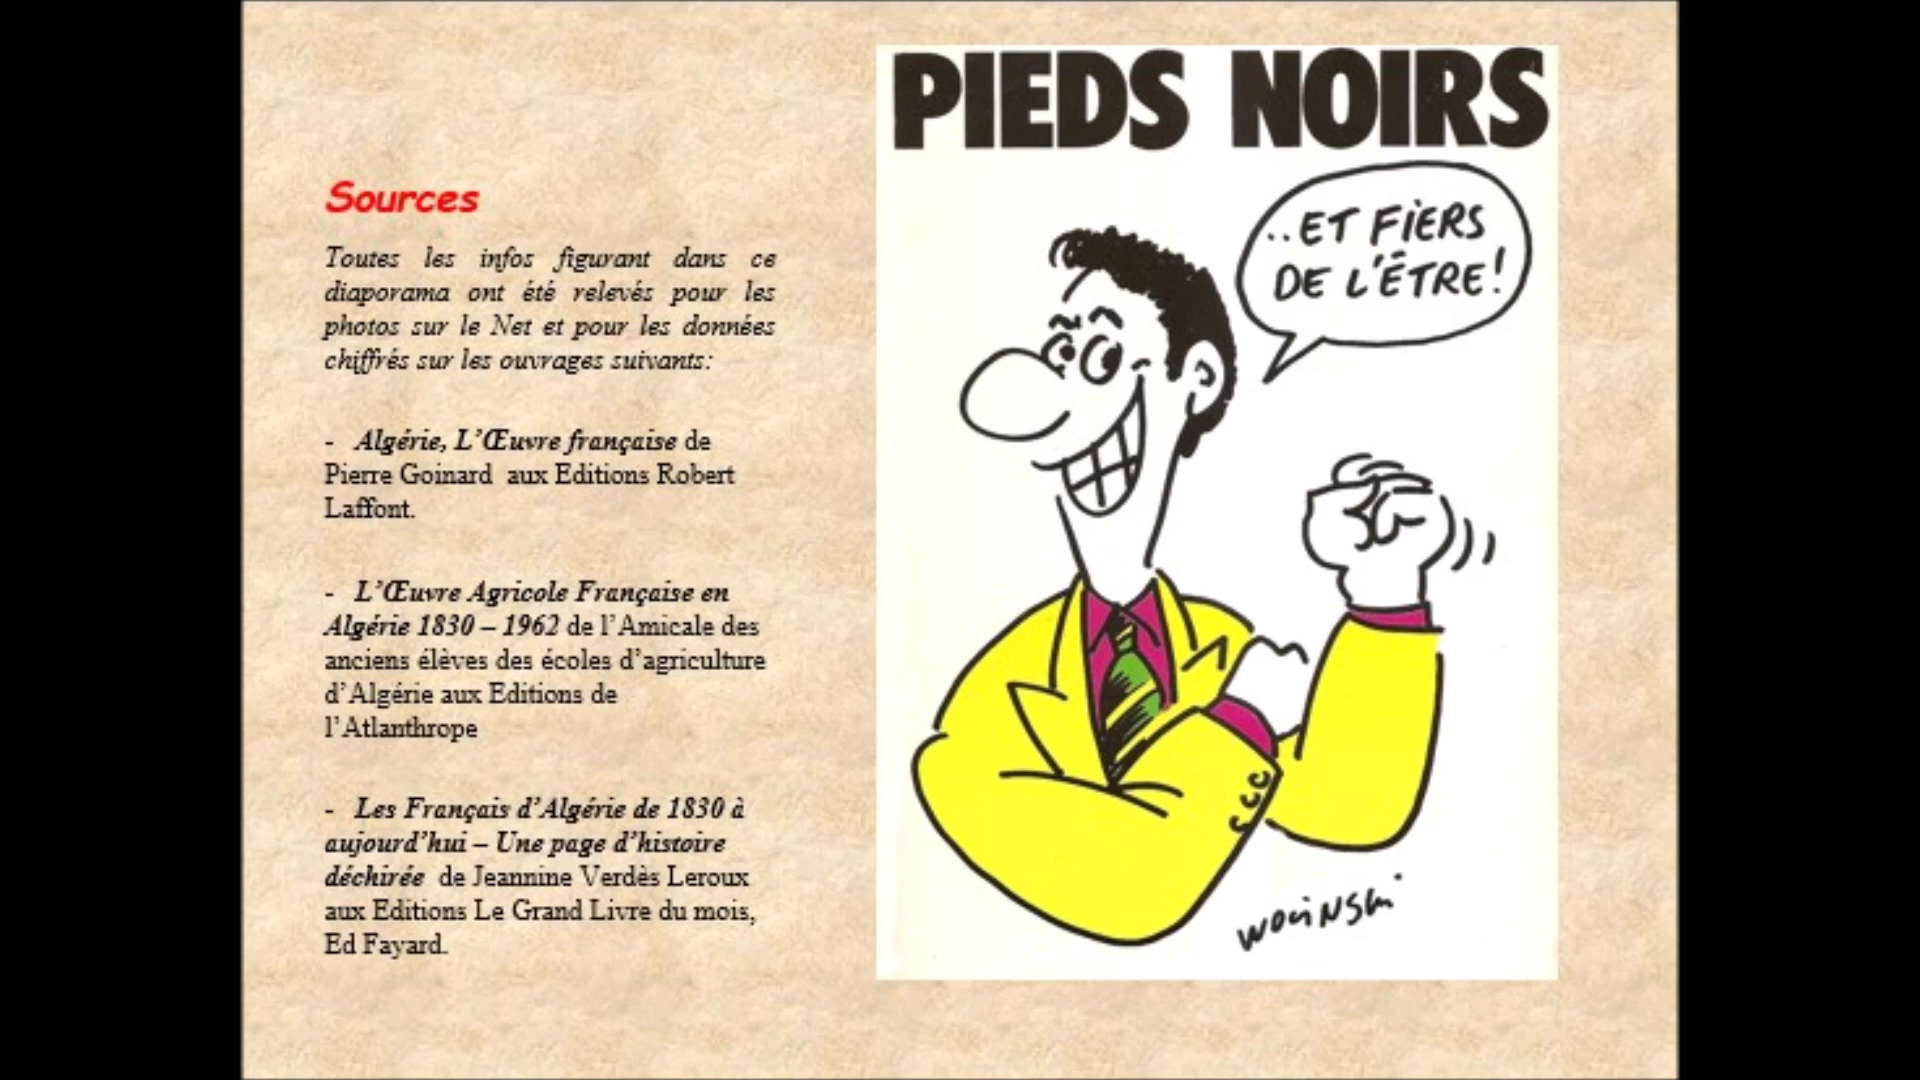 Sources
Toutes les infos figurant dans ce
diaporama ont été relevés pour les
photos sur le Net et pour les données
chiffrés sur les ouvrages suivants:
- Algérie, L’Œuvre française de
Pierre Goinard aux Editions Robert
Laffont.
- L’Œuvre Agricole Française en
Algérie 1830 – 1962 de l’Amicale des
anciens élèves des écoles d’agriculture
d’Algérie aux Editions de
l’Atlanthrope
- Les Français d’Algérie de 1830 à
aujourd’hui – Une page d’histoire
déchirée de Jeannine Verdès Leroux
aux Editions Le Grand Livre du mois,
Ed Fayard.
PIEDS NOIRS
..ET FIERS
DE L'ÊTRE!
WOLINSKI